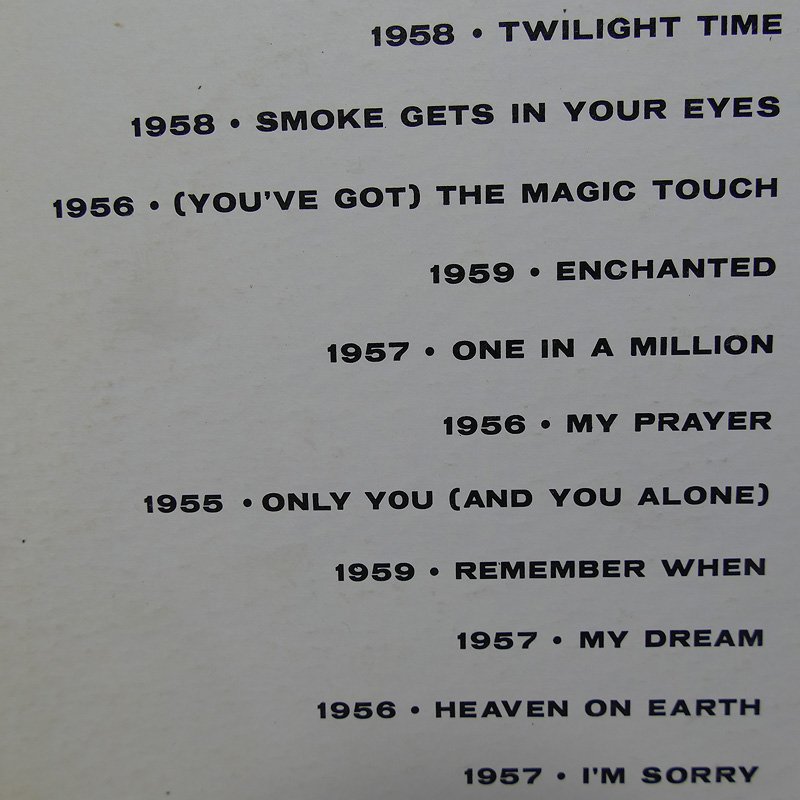 1958 • TWILIGHT TIME
1958 • SMOKE GETS IN YOUR EYES
1956 • (YOU'VE GOT) THE MAGIC TOUCH
1959 • ENCHANTED
1957 • ONE IN A MILLION
1956 • MY PRAYER
1955 • ONLY YOU (AND YOU ALONE)
1959 • REMEMBER WHEN
1957 • MY DREAM
1956 • HEAVEN ON EARTH
1957 • I'M SORRY